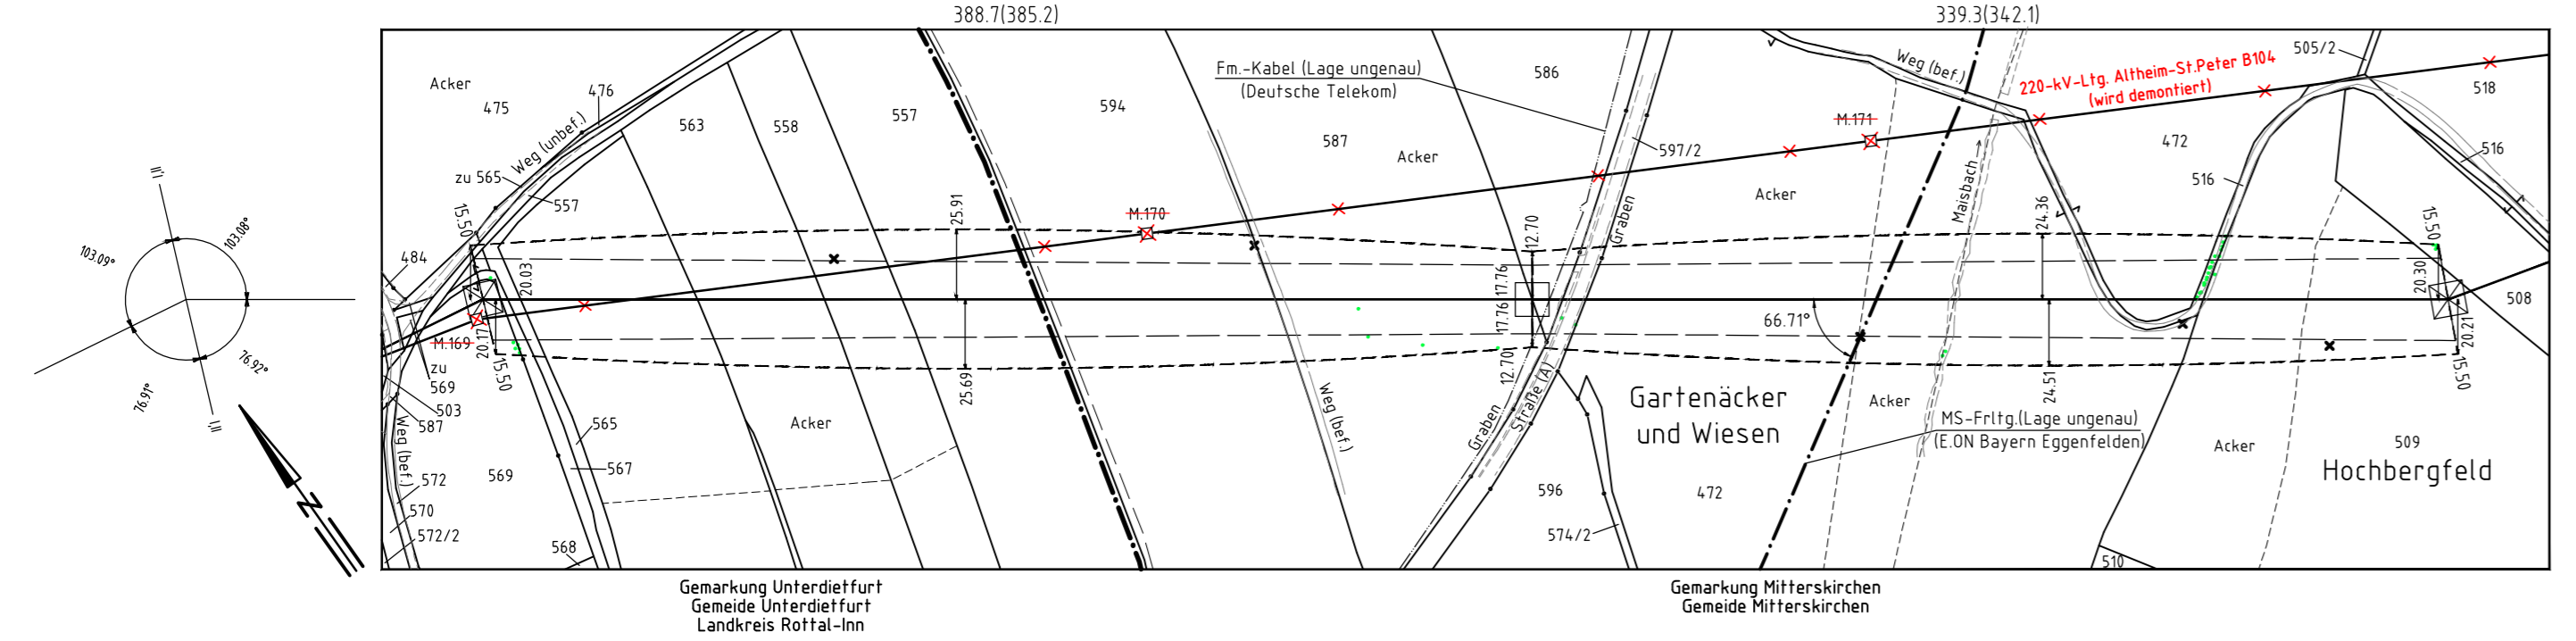 388.7(385.2)
339.3(342.1)
Acker
475
476
Weg (unbef.)
563
558
557
594
Fm.-Kabel (Lage ungenau)
(Deutsche Telekom)
586
587
Acker
597/2
M.171
Weg (bef.)
220-kV-Ltg. Altheim-St.Peter B104
(wird demontiert)
505/2
518
472
516
516
Acker
Maisbach
Graben
zu 565
557
15.50
484
20.03
25.91
M.170
12.70
17.76
24.36
15.50
20.30
508
I,II
103.08°
103.09°
76.92°
76.91°
I,II
N
M.169
20.17
15.50
zu
569
503
587
Weg (bef.)
572
570
572/2
569
568
565
567
Acker
25.69
Weg (bef.)
17.76
12.70
Graben
Straße (A)
66.71°
Gartenäcker
und Wiesen
Acker
24.51
MS-Frltg.(Lage ungenau)
(E.ON Bayern Eggenfelden)
596
472
574/2
Acker
20.21
15.50
509
Hochbergfeld
510
Gemarkung Unterdietfurt
Gemeide Unterdietfurt
Landkreis Rottal-Inn
Gemarkung Mitterskirchen
Gemeide Mitterskirchen